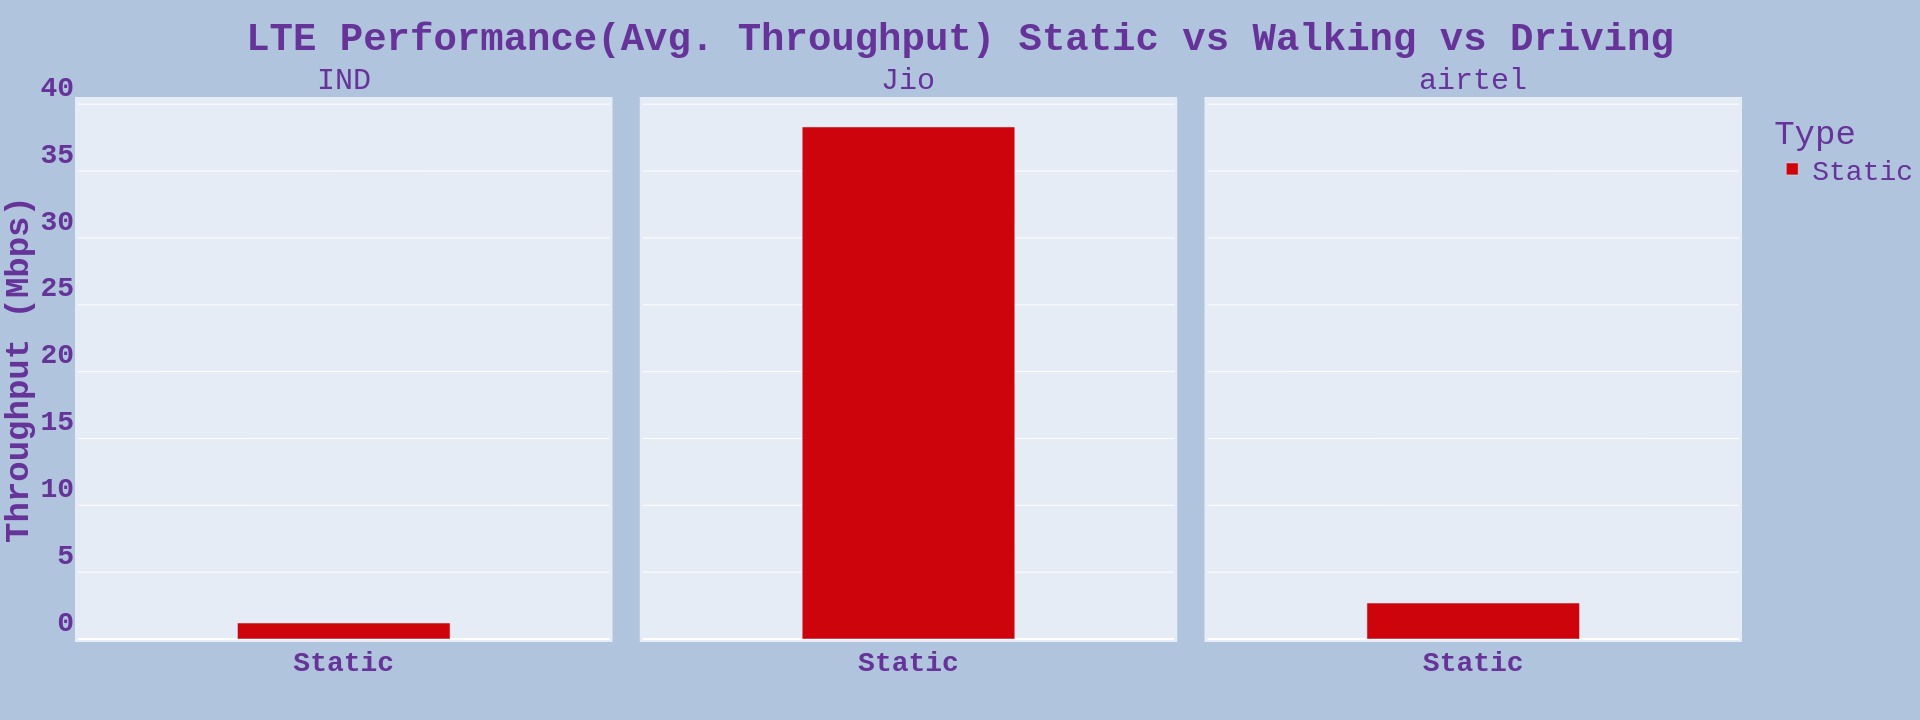 LTE Performance(Avg. Throughput) Static vs Walking vs Driving
IND
Jio
airtel
Throughput (Mbps)
40
35
30
25
20
15
10
5
0
Static
Static
Static
Type
Static